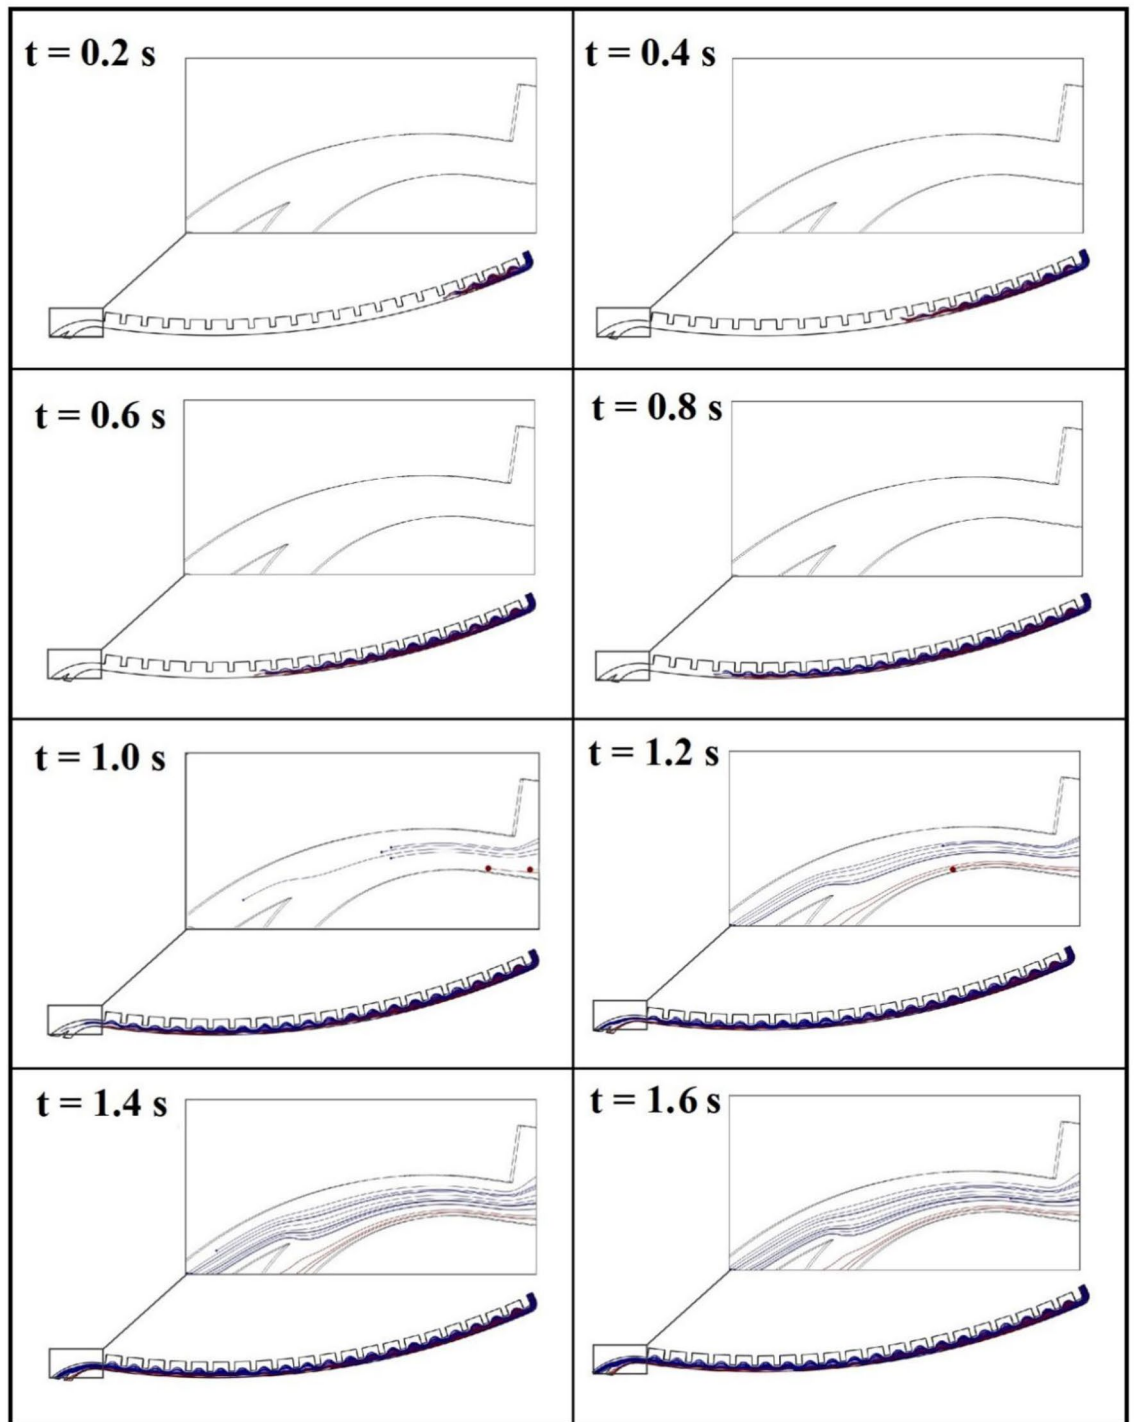 t = 0.2 s
t = 0.4 s
t = 0.6 s
t = 0.8 s
t = 1.0 s
t = 1.2 s
t = 1.4 s
t = 1.6 s